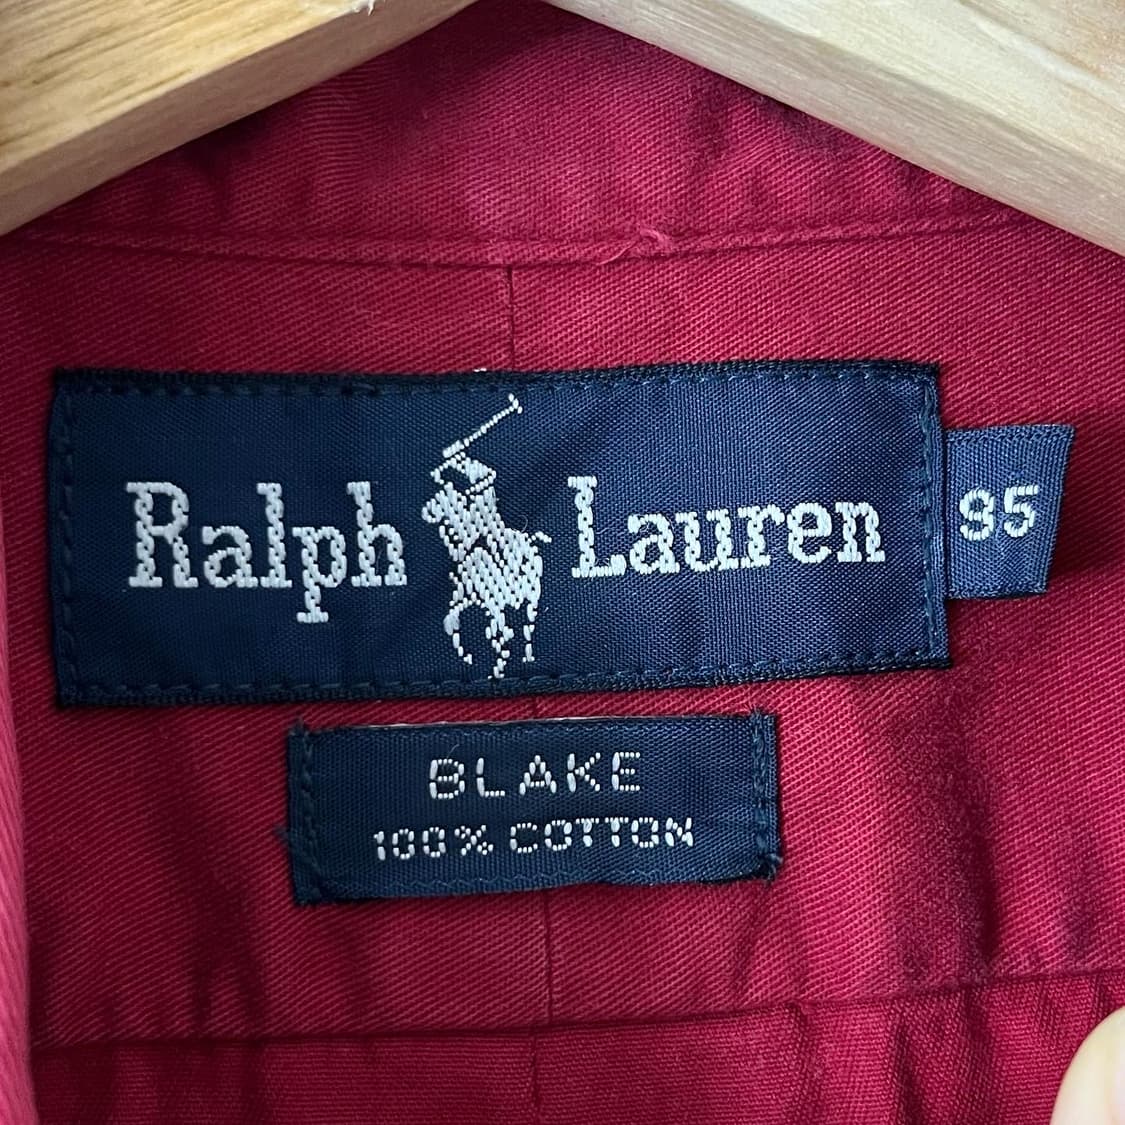 Ralph Lauren
95
BLAKE
100% COTTON